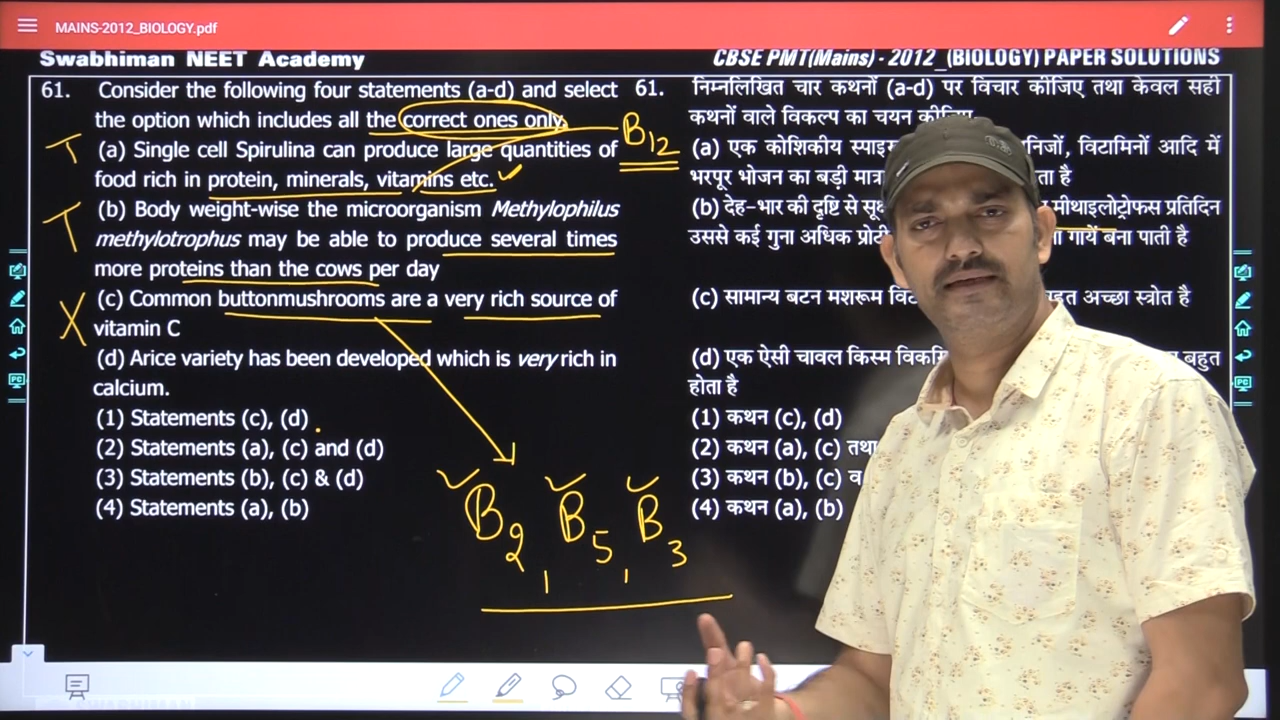 MAINS-2012_BIOLOGY.pdf
Swabhiman NEET Academy
CBSE PMT(Mains) - 2012_(BIOLOGY) PAPER SOLUTIONS
61. Consider the following four statements (a-d) and select
the option which includes all the correct ones only.
B12
T
(a) Single cell Spirulina can produce large quantities of
food rich in protein, minerals, vitamins etc.
T
(b) Body weight-wise the microorganism Methylophilus
methylotrophus may be able to produce several times
more proteins than the cows per day
X
(c) Common buttonmushrooms are a very rich source of
vitamin C
(d) Arice variety has been developed which is very rich in
calcium.
(1) Statements (c), (d)
(2) Statements (a), (c) and (d)
(3) Statements (b), (c) & (d)
(4) Statements (a), (b)
B2, B5, B3
61. निम्नलिखित चार कथनों (a-d) पर विचार कीजिए तथा केवल सही
कथनों वाले विकल्प का चयन कीजिए
(a) एक कोशिकीय विटामिनों आदि में
भरपूर भोजन का बड़ी है
(b) देह-भार की दृष्टि से मीथाइलोट्रोफस प्रतिदिन
उससे कई गुना अधिक गायें बना पाती है
(c) सामान्य बटन मशरूम अच्छा स्त्रोत है
(d) एक ऐसी चावल किस्म बहुत
होता है
(1) कथन (c), (d)
(2) कथन (a), (c)
(3) कथन (b), (c) व
(4) कथन (a), (b)